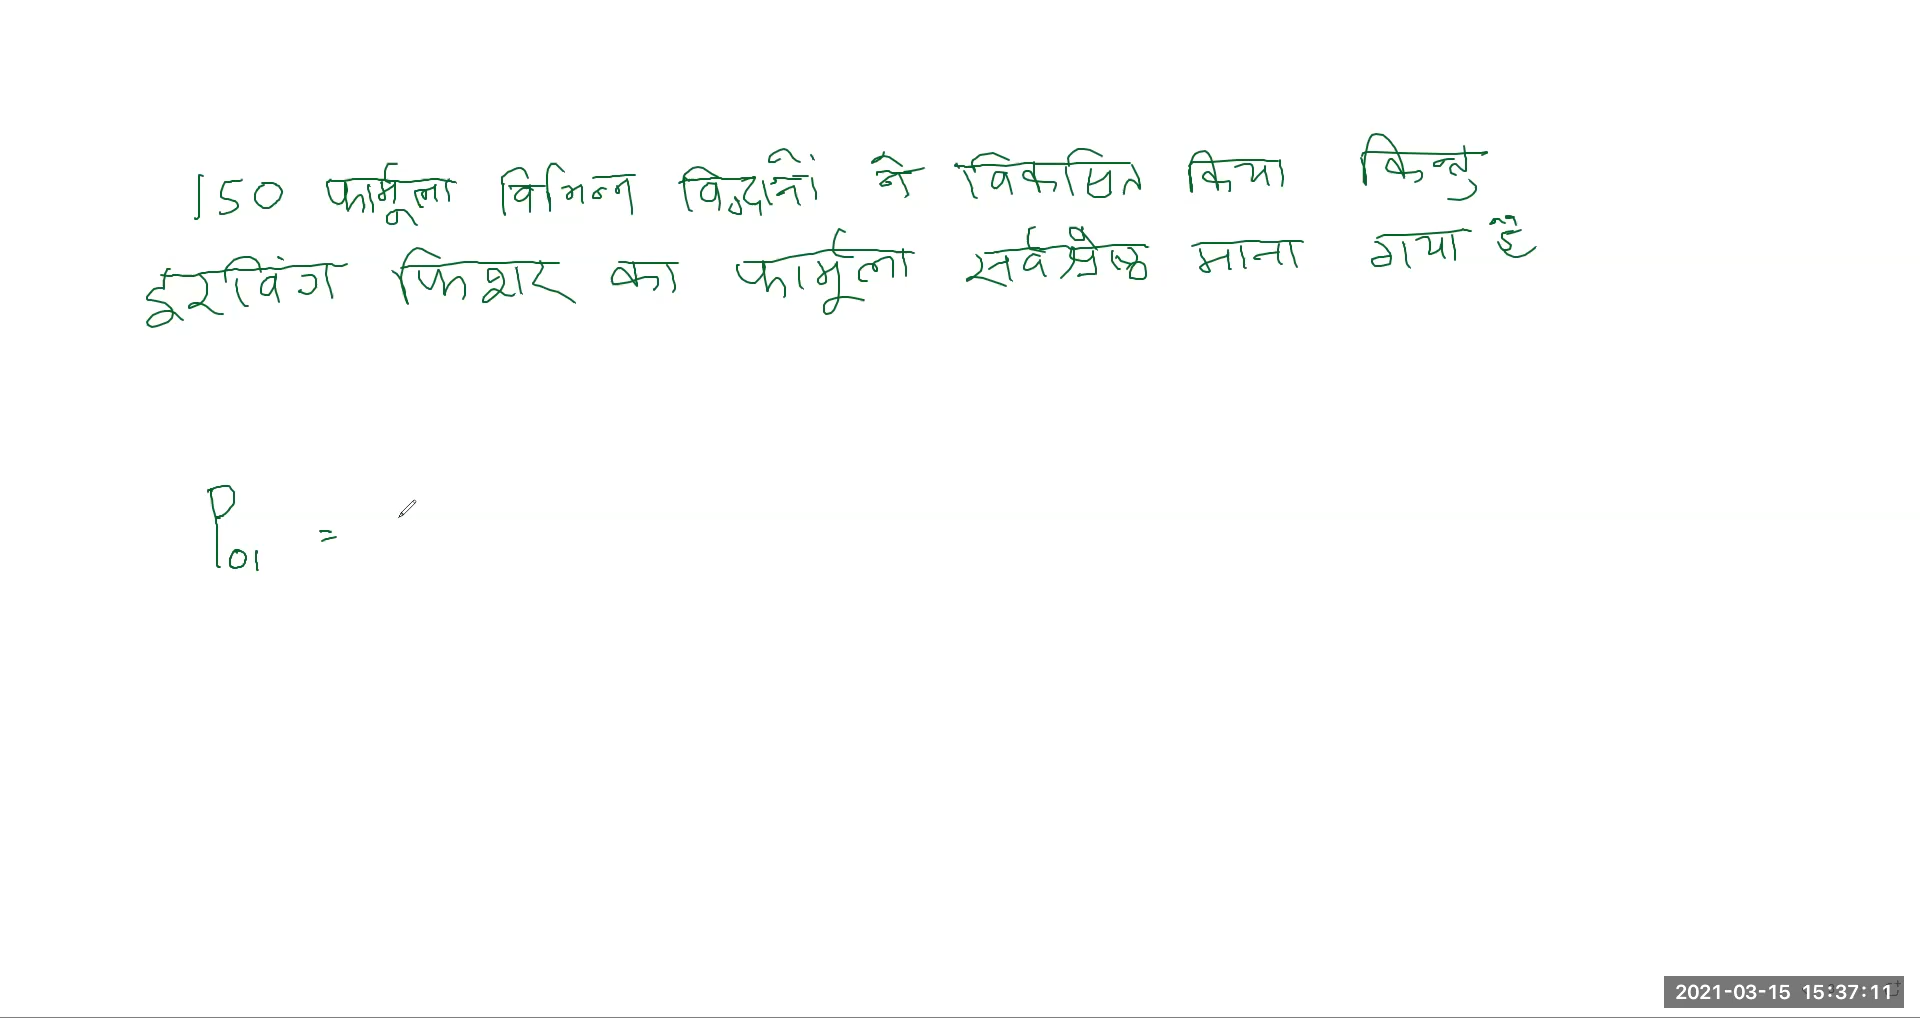 150 फार्मूला विभिन्न विद्वानों ने विकसित किया किन्तु
इरविंग फिशर का फार्मूला सर्वश्रेष्ठ माना गया है
P01 =
2021-03-15 15:37:11